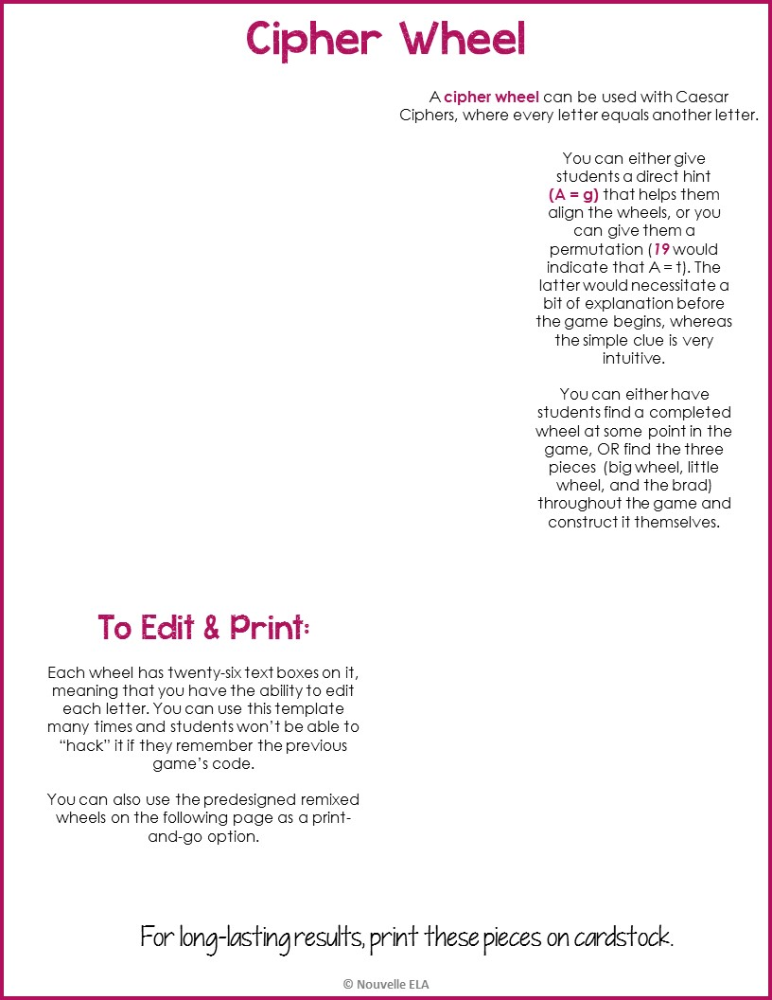 Cipher Wheel
A cipher wheel can be used with Caesar
Ciphers, where every letter equals another letter.
You can either give
students a direct hint
(A = g) that helps them
align the wheels, or you
can give them a
permutation (19 would
indicate that A = t). The
latter would necessitate a
bit of explanation before
the game begins, whereas
the simple clue is very
intuitive.
You can either have
students find a completed
wheel at some point in the
game, OR find the three
pieces (big wheel, little
wheel, and the brad)
throughout the game and
construct it themselves.
To Edit & Print:
Each wheel has twenty-six text boxes on it,
meaning that you have the ability to edit
each letter. You can use this template
many times and students won’t be able to
“hack” it if they remember the previous
game’s code.
You can also use the predesigned remixed
wheels on the following page as a print-
and-go option.
For long-lasting results, print these pieces on cardstock.
© Nouvelle ELA